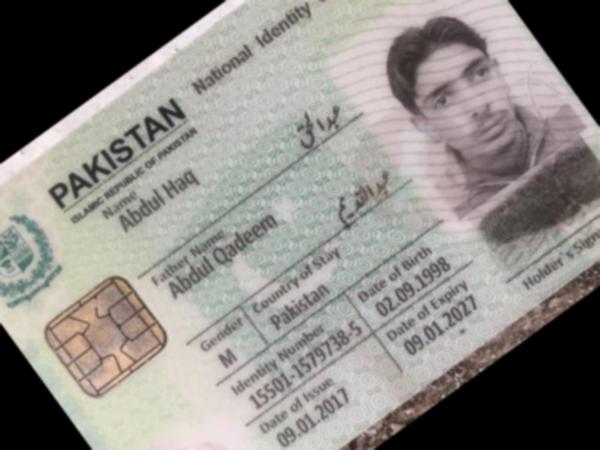 National Identity
PAKISTAN
ISLAMIC REPUBLIC OF PAKISTAN
Name
Abdul Haq
عبدالحق
Father Name
Abdul Qadeem
عبدالقدیم
Gender
M
Country of Stay
Pakistan
Identity Number
15501-1579738-5
Date of Birth
02.09.1998
Date of Issue
09.01.2017
Date of Expiry
09.01.2027
Holder's Sign